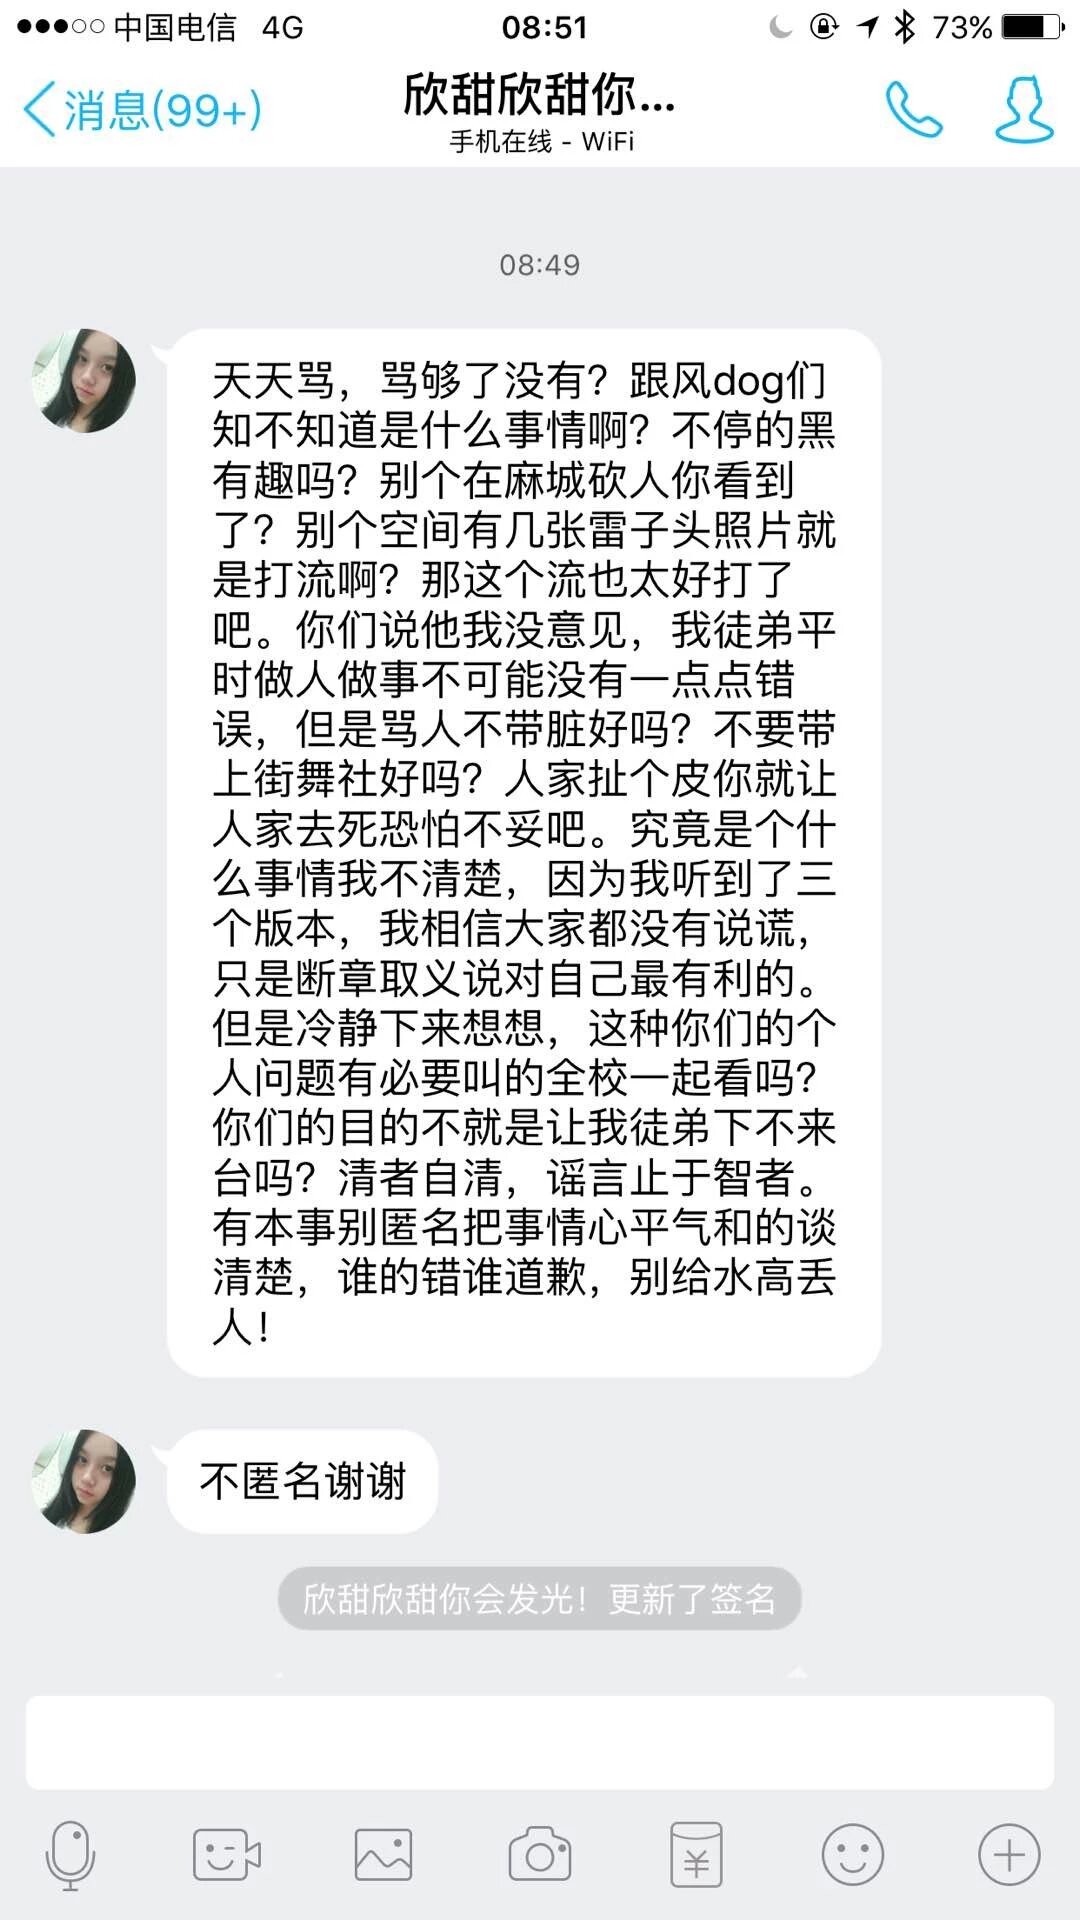 中国电信 4G 08:51 73%
消息(99+)
欣甜欣甜你...
手机在线 - WiFi
08:49
天天骂，骂够了没有？跟风dog们
知不知道是什么事情啊？不停的黑
有趣吗？别个在麻城砍人你看到
了？别个空间有几张雷子头照片就
是打流啊？那这个流也太好打了
吧。你们说他我没意见，我徒弟平
时做人做事不可能没有一点点错
误，但是骂人不带脏好吗？不要带
上街舞社好吗？人家扯个皮你就让
人家去死恐怕不妥吧。究竟是个什
么事情我不清楚，因为我听到了三
个版本，我相信大家都没有说谎，
只是断章取义说对自己最有利的。
但是冷静下来想想，这种你们的个
人问题有必要叫的全校一起看吗？
你们的目的不就是让我徒弟下不来
台吗？清者自清，谣言止于智者。
有本事别匿名把事情心平气和的谈
清楚，谁的错谁道歉，别给水高丢
人！
不匿名谢谢
欣甜欣甜你会发光！更新了签名